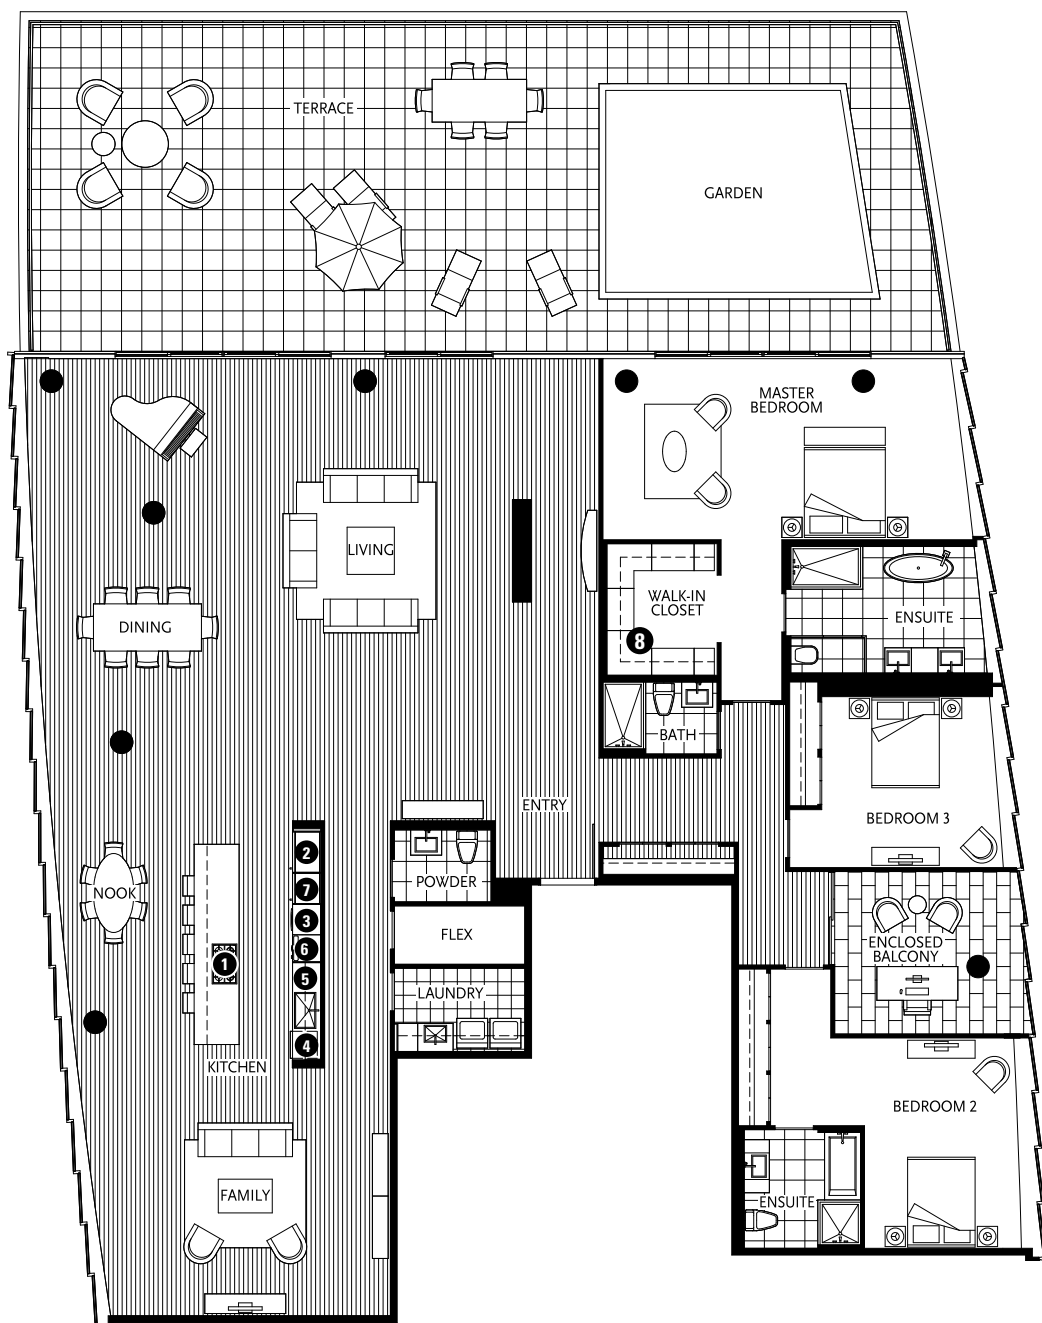 TERRACE
GARDEN
MASTER
BEDROOM
LIVING
WALK-IN
CLOSET
8
ENSUITE
DINING
BATH
ENTRY
BEDROOM 3
2
7
3
6
5
4
POWDER
NOOK
1
FLEX
ENCLOSED
BALCONY
LAUNDRY
KITCHEN
BEDROOM 2
FAMILY
ENSUITE